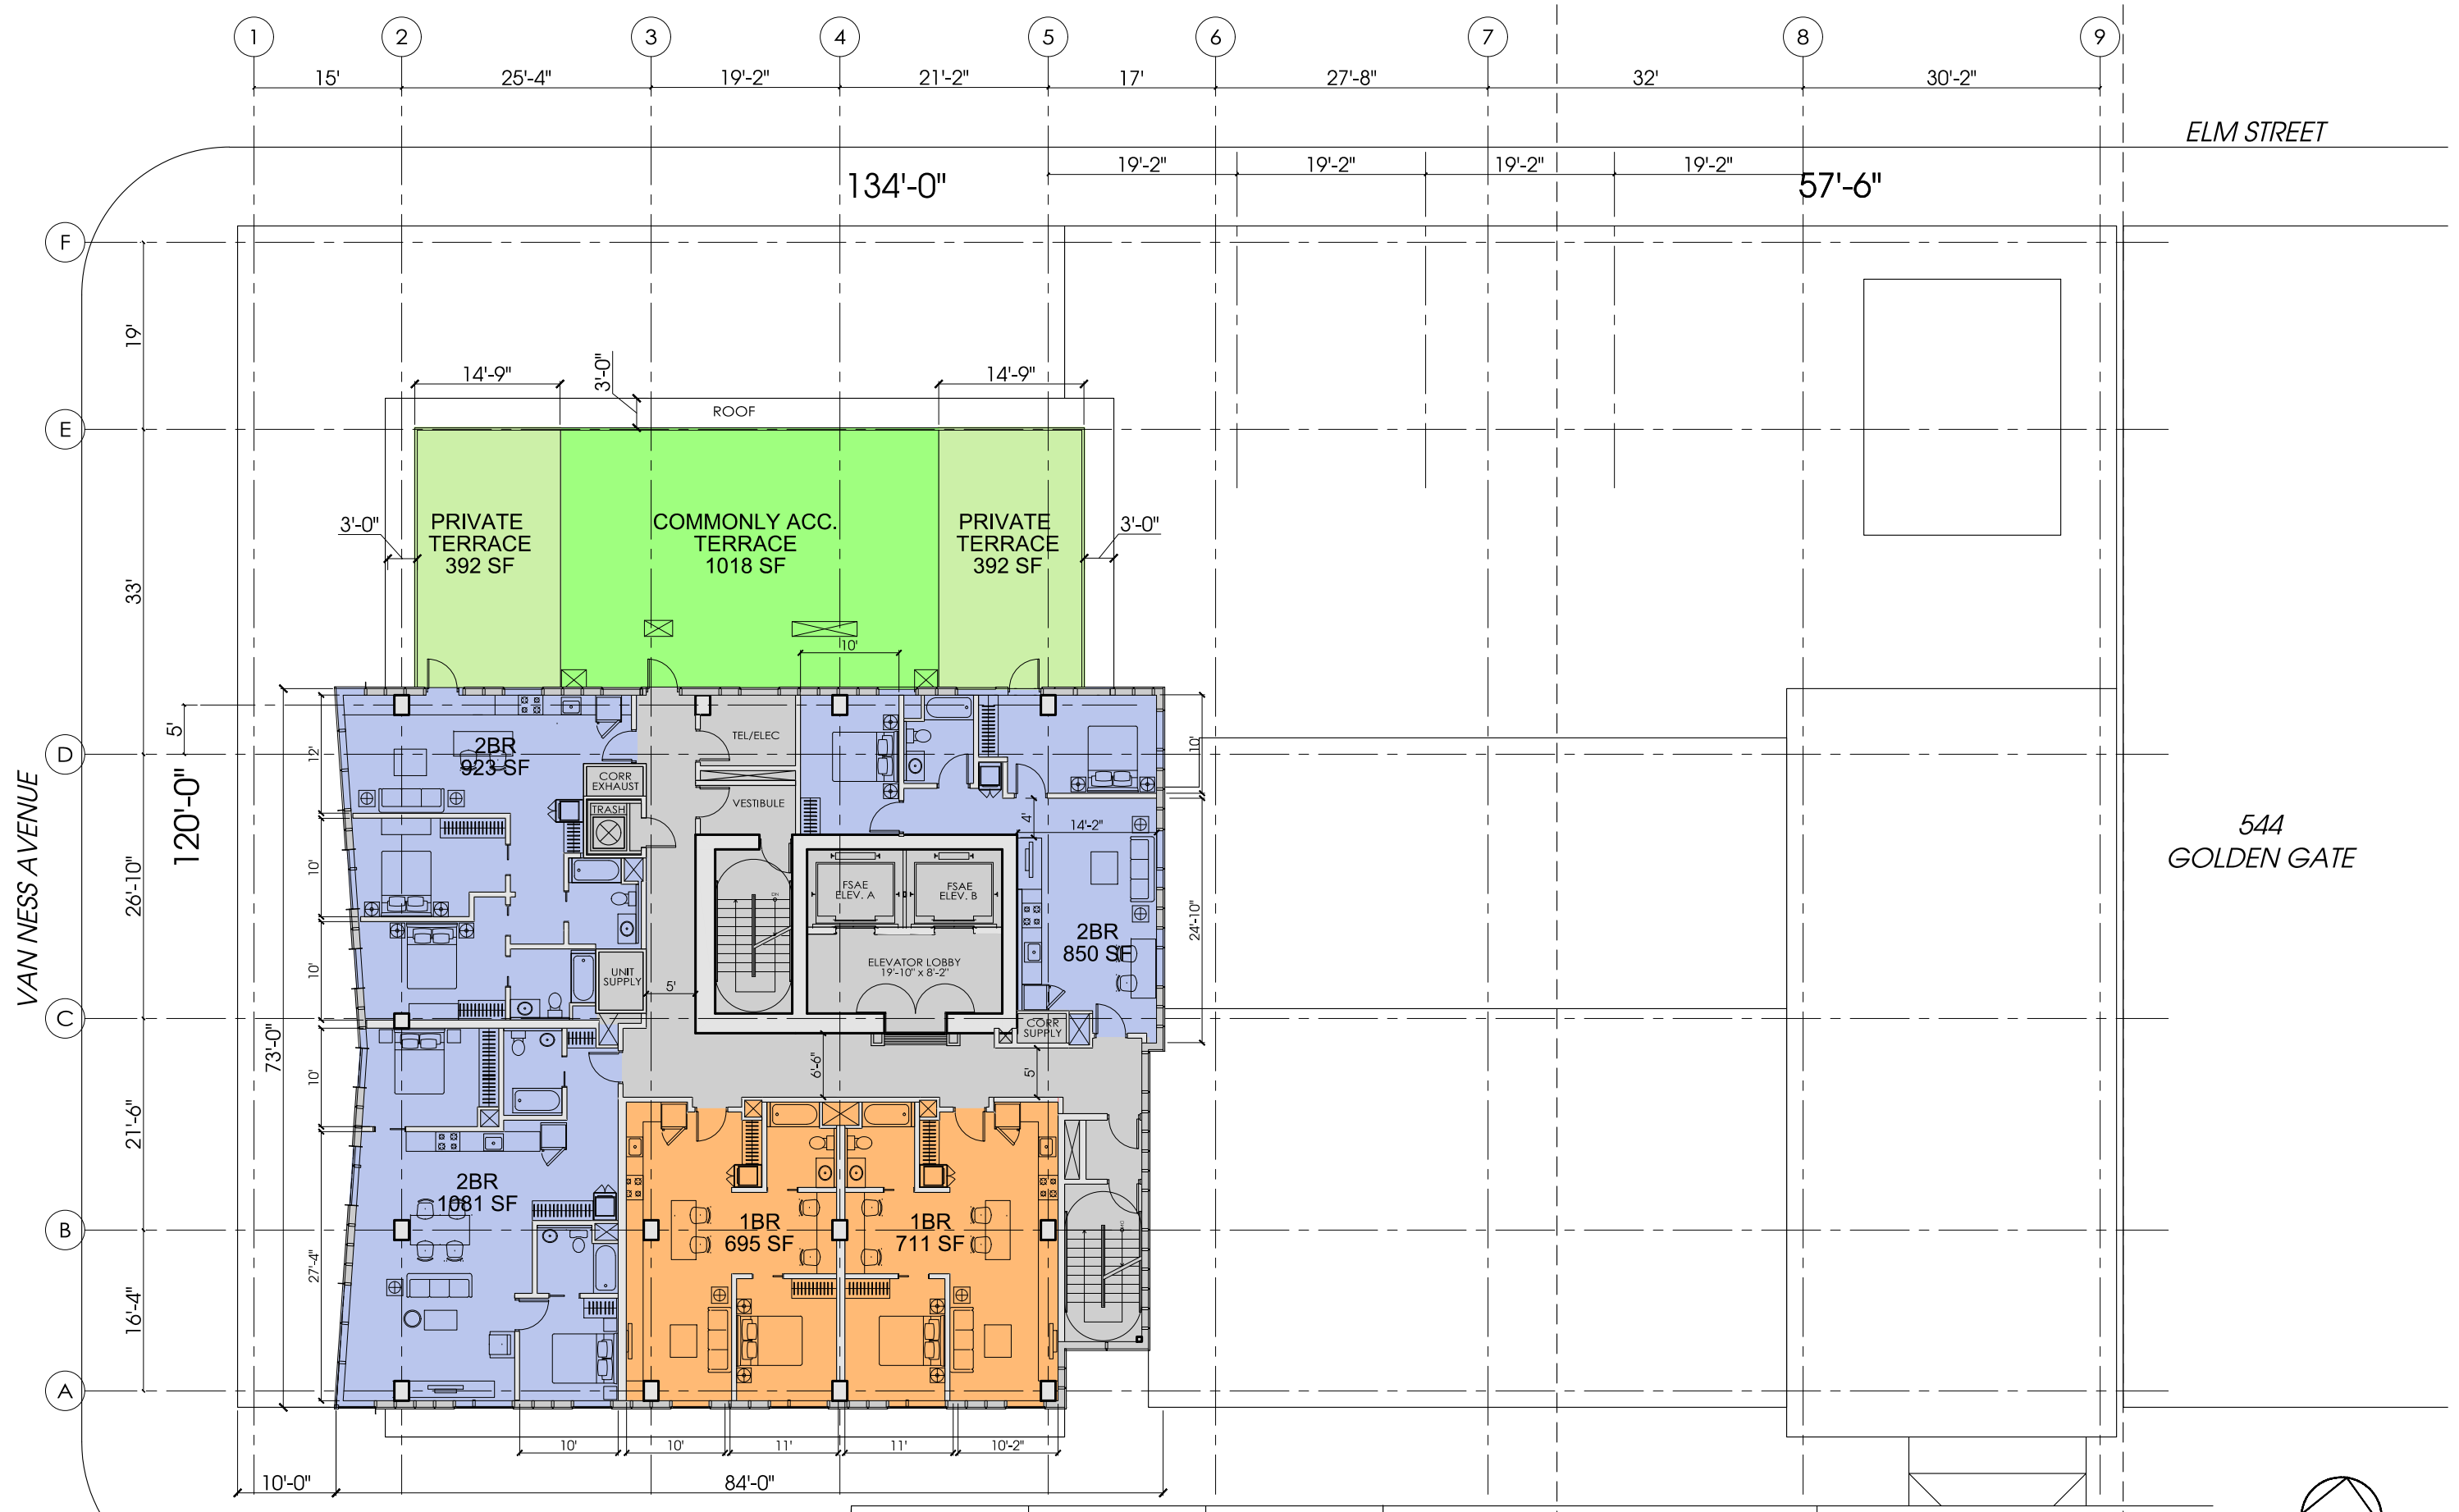 1 2 3 4 5 6 7 8 9
15' 25'-4" 19'-2" 21'-2" 17' 27'-8" 32' 30'-2"
ELM STREET
19'-2" 19'-2" 19'-2" 19'-2"
134'-0" 57'-6"
F
19'
14'-9" 3'-0" 14'-9"
ROOF
E
3'-0" 3'-0"
PRIVATE
TERRACE
392 SF
COMMONLY ACC.
TERRACE
1018 SF
PRIVATE
TERRACE
392 SF
33'
10'
5'
D
12'
2BR
923 SF
TEL/ELEC
10'
CORR
EXHAUST
TRASH
VESTIBULE
4'
14'-2"
VAN NESS AVENUE
120'-0"
26'-10"
10'
FSAE
ELEV. A
FSAE
ELEV. B
24'-10"
544
GOLDEN GATE
2BR
850 SF
DN
10'
UNIT
SUPPLY
5'
ELEVATOR LOBBY
19'-10" x 8'-2"
C
CORR
SUPPLY
73'-0"
10'
6'-6"
5'
21'-6"
2BR
1081 SF
1BR
695 SF
1BR
711 SF
B
27'-4"
16'-4"
A
10' 10' 11' 11' 10'-2"
10'-0" 84'-0"